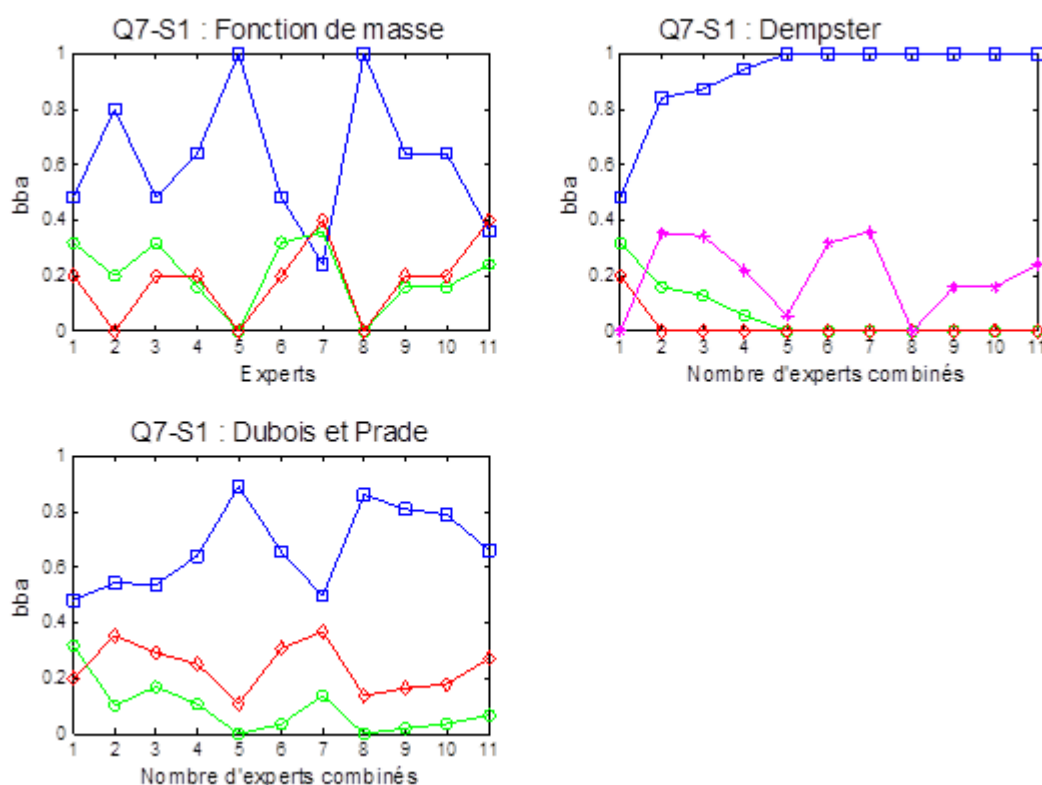 Q7-S1 : Fonction de masse
1
0.8
0.6
0.4
0.2
0
bba
1 2 3 4 5 6 7 8 9 10 11
Experts
Q7-S1 : Dempster
1
0.8
0.6
0.4
0.2
0
bba
1 2 3 4 5 6 7 8 9 10 11
Nombre d'experts combinés
Q7-S1 : Dubois et Prade
1
0.8
0.6
0.4
0.2
0
bba
1 2 3 4 5 6 7 8 9 10 11
Nombre d'experts combinés